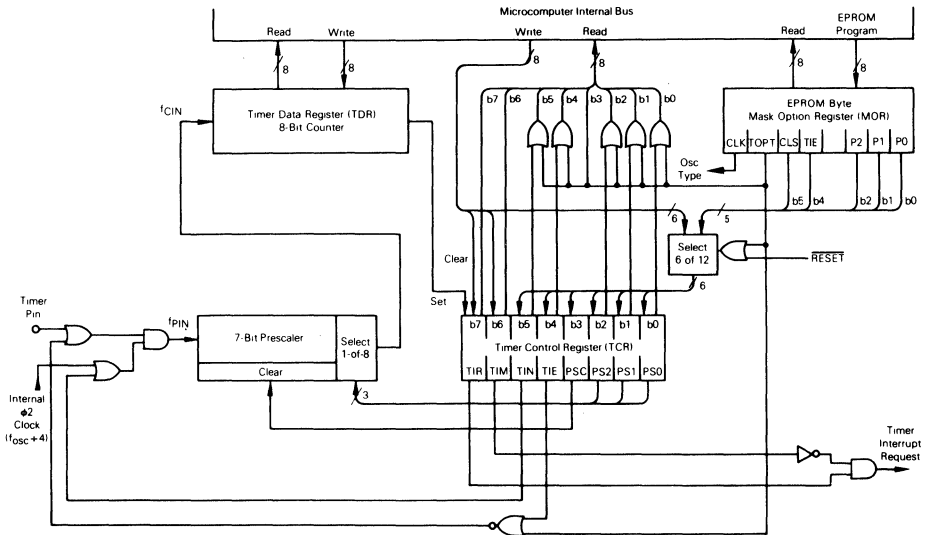 Microcomputer Internal Bus
Read
Write
Write
Read
Read
EPROM
Program
8
8
8
8
8
8
b7
b6
b5
b4
b3
b2
b1
b0
fCIN
Timer Data Register (TDR)
8-Bit Counter
EPROM Byte
Mask Option Register (MOR)
CLK
TOPT
CLS
TIE
P2
P1
P0
Osc
Type
b5
b4
b2
b1
b0
6
5
Select
6 of 12
RESET
6
Clear
Set
Timer
Pin
fPIN
7-Bit Prescaler
Clear
Select
1-of-8
3
b7
b6
b5
b4
b3
b2
b1
b0
Timer Control Register (TCR)
TIR
TIM
TIN
TIE
PSC
PS2
PS1
PS0
Internal
ϕ2
Clock
(fosc÷4)
Timer
Interrupt
Request